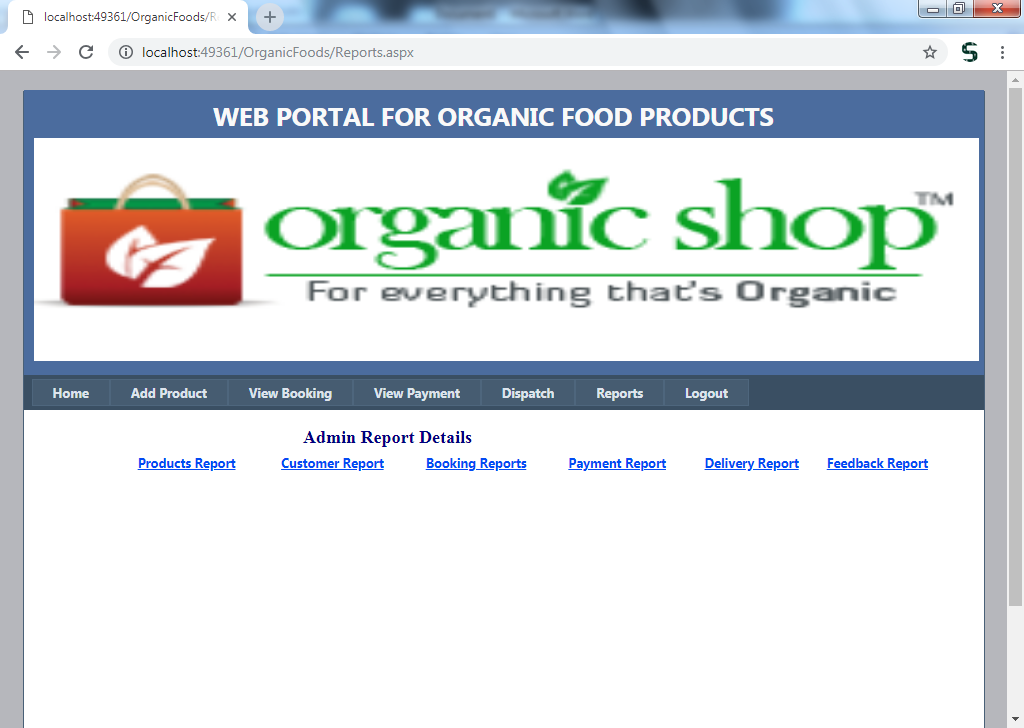 localhost:49361/OrganicFoods/R
localhost:49361/OrganicFoods/Reports.aspx
WEB PORTAL FOR ORGANIC FOOD PRODUCTS
organic shop™
For everything that's Organic
Home Add Product View Booking View Payment Dispatch Reports Logout
Admin Report Details
Products Report Customer Report Booking Reports Payment Report Delivery Report Feedback Report